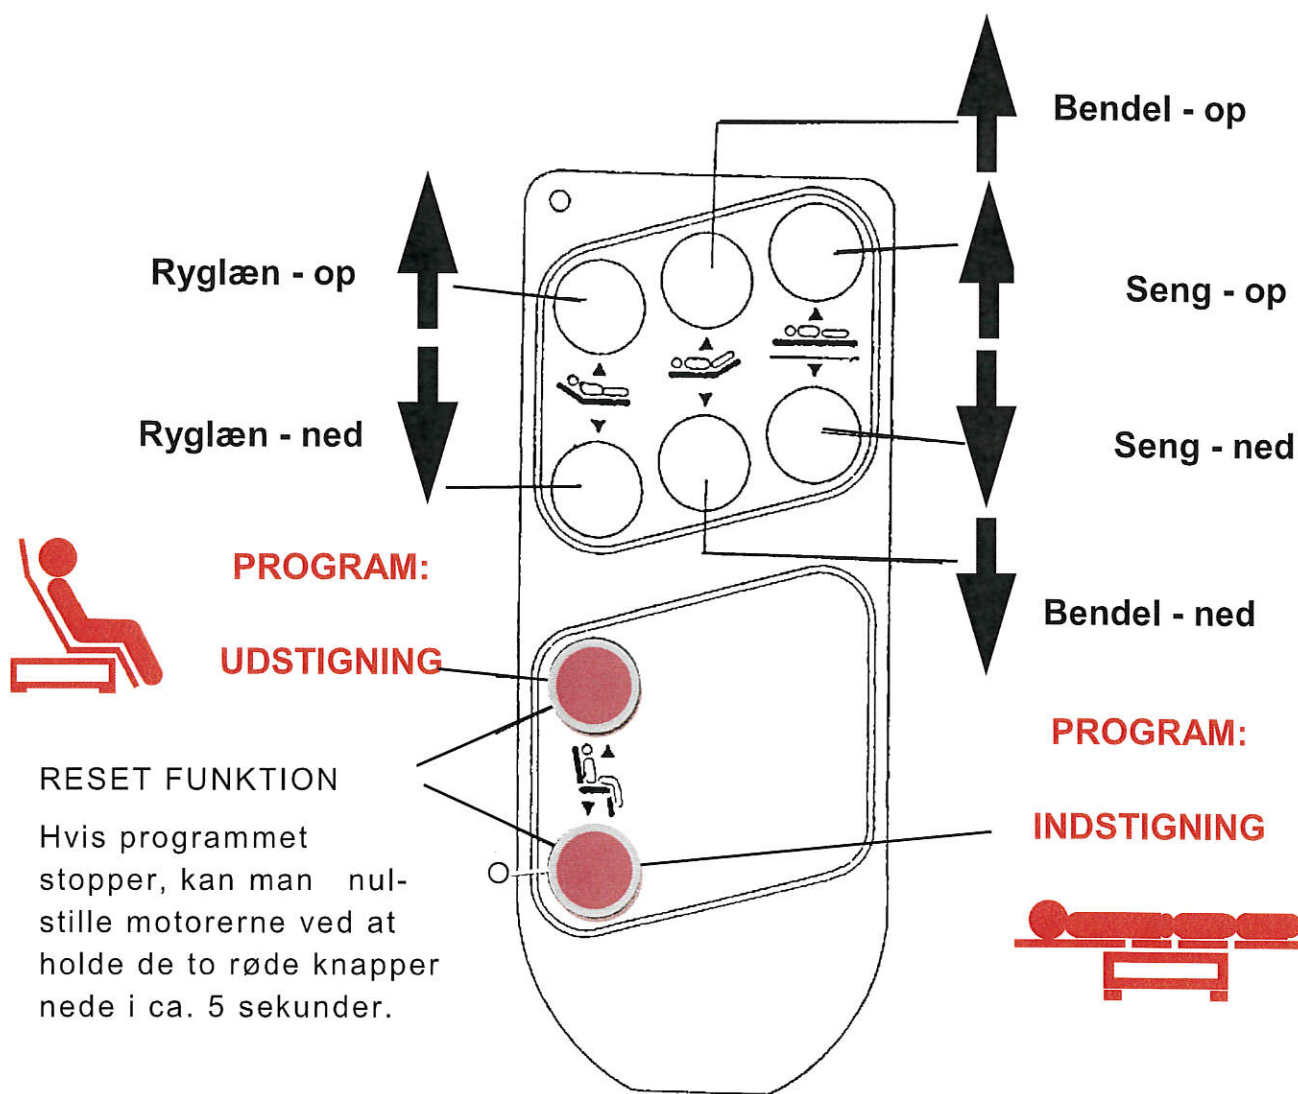 Bendel - op
Ryglæn - op
Seng - op
Ryglæn - ned
Seng - ned
PROGRAM:
UDSTIGNING
Bendel - ned
RESET FUNKTION
Hvis programmet
stopper, kan man nul-
stille motorerne ved at
holde de to røde knapper
nede i ca. 5 sekunder.
PROGRAM:
INDSTIGNING